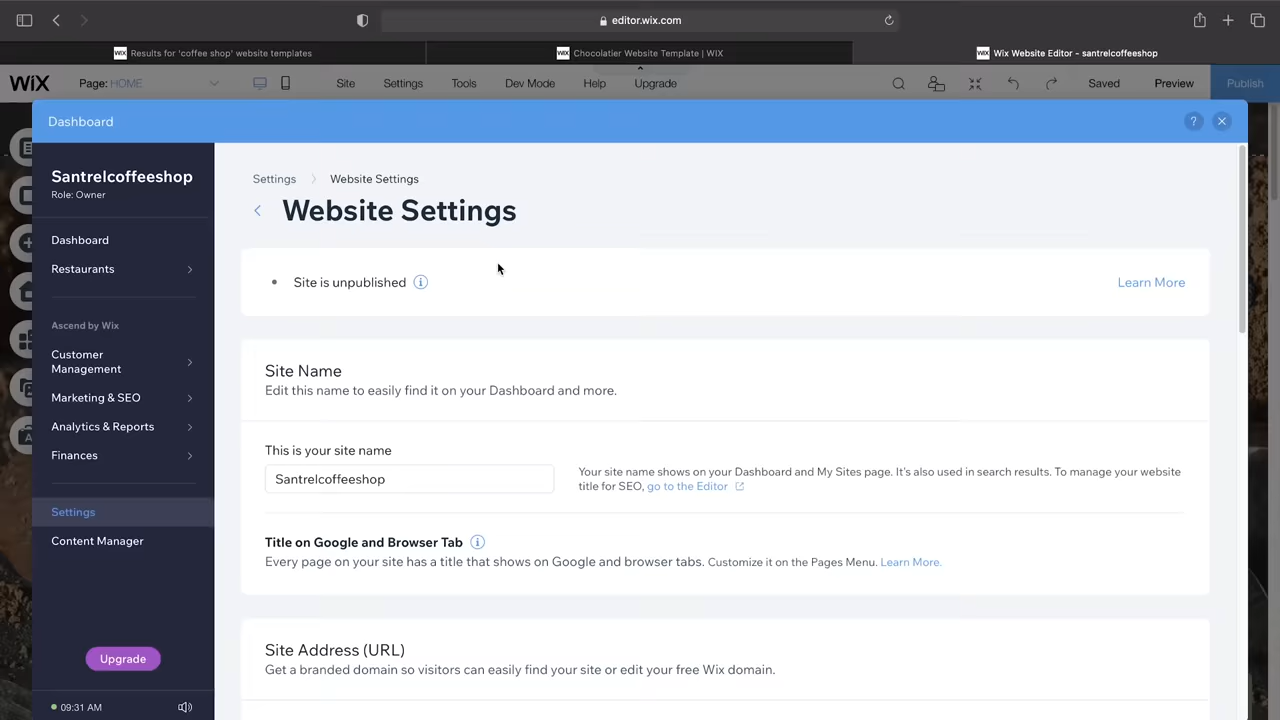 editor.wix.com
WIX Results for 'coffee shop' website templates
WIX Chocolatier Website Template | WIX
WIX Wix Website Editor - santrelcoffeeshop
WiX Page: HOME Site Settings Tools Dev Mode Help Upgrade Saved Preview Publish
Dashboard ?
Santrelcoffeeshop
Role: Owner
Dashboard
Restaurants
Ascend by Wix
Customer
Management
Marketing & SEO
Analytics & Reports
Finances
Settings
Content Manager
Upgrade
09:31 AM
Settings Website Settings
Website Settings
Site is unpublished i Learn More
Site Name
Edit this name to easily find it on your Dashboard and more.
This is your site name
Santrelcoffeeshop
Your site name shows on your Dashboard and My Sites page. It's also used in search results. To manage your website
title for SEO, go to the Editor
Title on Google and Browser Tab i
Every page on your site has a title that shows on Google and browser tabs. Customize it on the Pages Menu. Learn More.
Site Address (URL)
Get a branded domain so visitors can easily find your site or edit your free Wix domain.